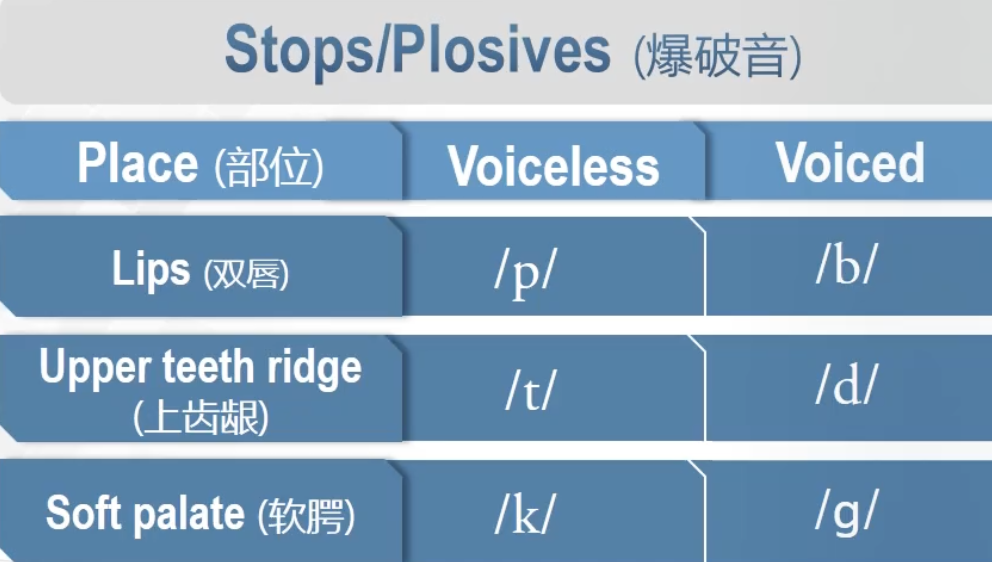 Stops/Plosives (爆破音)
Place (部位) Voiceless Voiced
Lips (双唇) /p/ /b/
Upper teeth ridge
(上齿龈) /t/ /d/
Soft palate (软腭) /k/ /g/